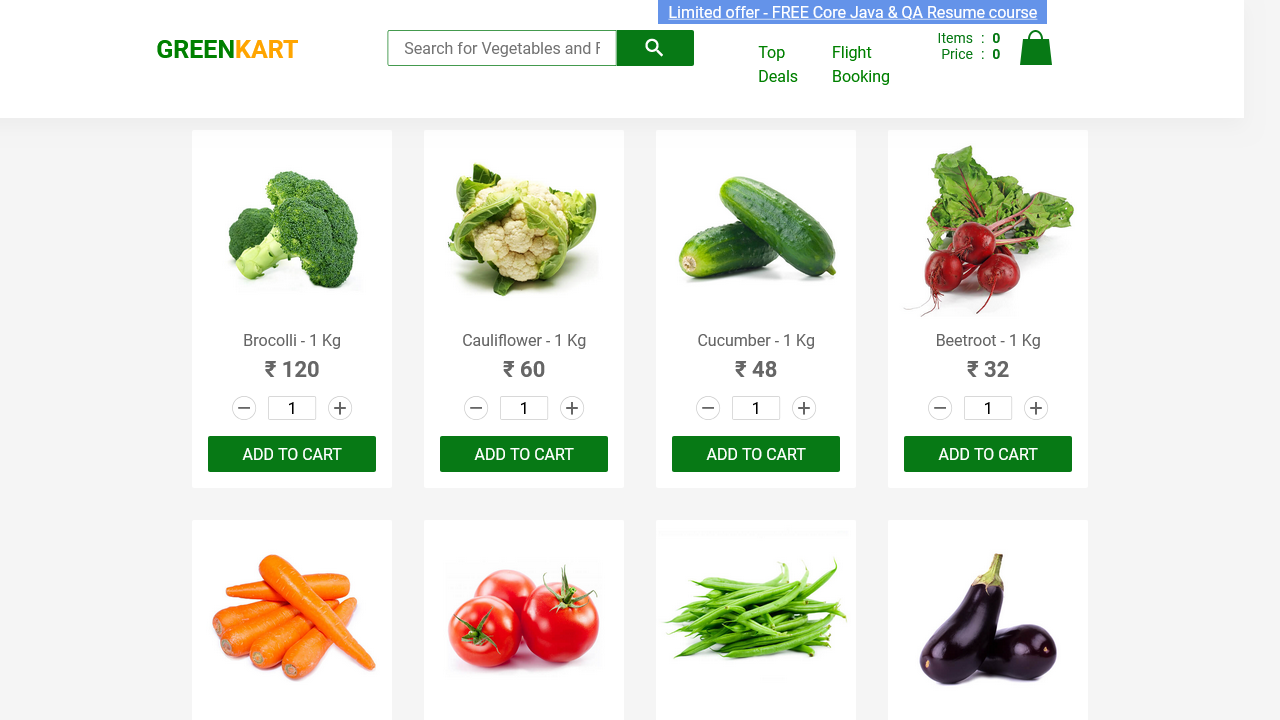 Limited offer - FREE Core Java & QA Resume course
GREENKART
Search for Vegetables and F
Top
Deals
Flight
Booking
Items : 0
Price : 0
Brocolli - 1 Kg
₹ 120
1
ADD TO CART
Cauliflower - 1 Kg
₹ 60
1
ADD TO CART
Cucumber - 1 Kg
₹ 48
1
ADD TO CART
Beetroot - 1 Kg
₹ 32
1
ADD TO CART